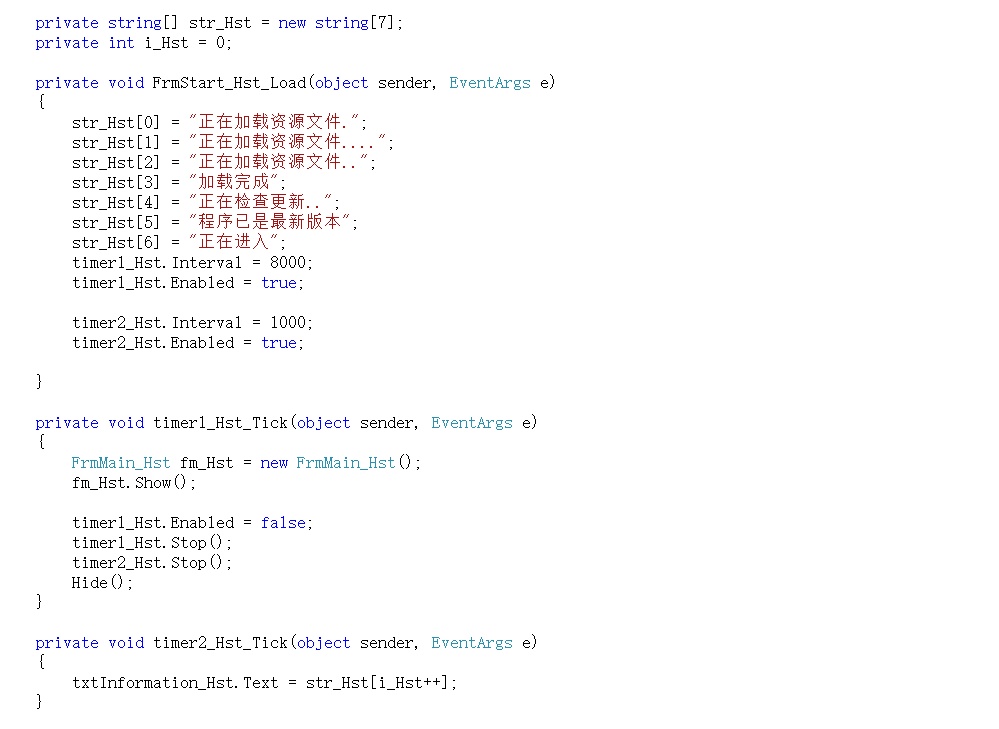 private string[] str_Hst = new string[7];
private int i_Hst = 0;
private void FrmStart_Hst_Load(object sender, EventArgs e)
{
str_Hst[0] = "正在加载资源文件.";
str_Hst[1] = "正在加载资源文件....";
str_Hst[2] = "正在加载资源文件..";
str_Hst[3] = "加载完成";
str_Hst[4] = "正在检查更新..";
str_Hst[5] = "程序已是最新版本";
str_Hst[6] = "正在进入";
timer1_Hst.Interval = 8000;
timer1_Hst.Enabled = true;
timer2_Hst.Interval = 1000;
timer2_Hst.Enabled = true;
}
private void timer1_Hst_Tick(object sender, EventArgs e)
{
FrmMain_Hst fm_Hst = new FrmMain_Hst();
fm_Hst.Show();
timer1_Hst.Enabled = false;
timer1_Hst.Stop();
timer2_Hst.Stop();
Hide();
}
private void timer2_Hst_Tick(object sender, EventArgs e)
{
txtInformation_Hst.Text = str_Hst[i_Hst++];
}